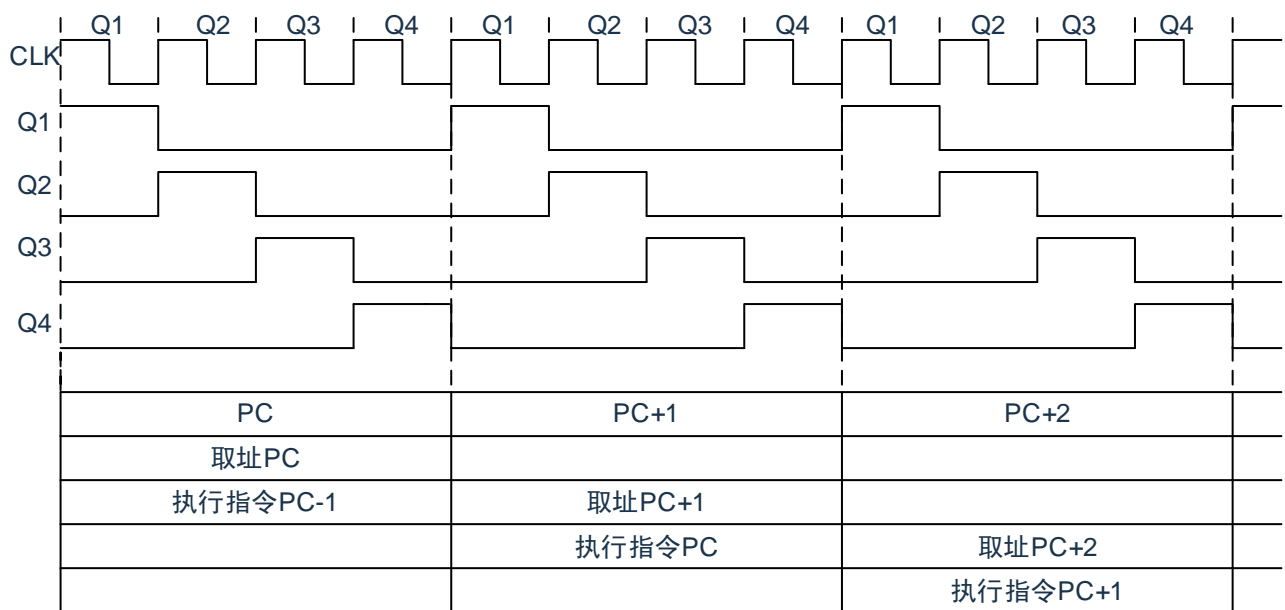 Q1 Q2 Q3 Q4 Q1 Q2 Q3 Q4 Q1 Q2 Q3 Q4
CLK
Q1
Q2
Q3
Q4
PC PC+1 PC+2
取址PC
执行指令PC-1 取址PC+1
执行指令PC 取址PC+2
执行指令PC+1